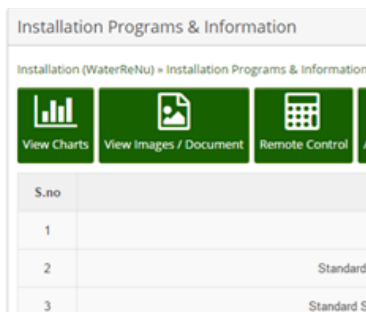 Installation Programs & Information
Installation (WaterReNu) » Installation Programs & Information
View Charts
View Images / Document
Remote Control
S.no
1
2 Standard
3 Standard S